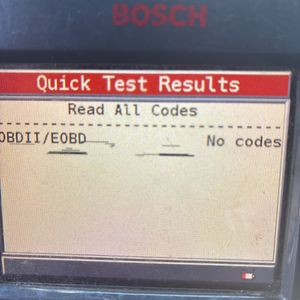 BOSCH
Quick Test Results
Read All Codes
OBDII/EOBD No codes